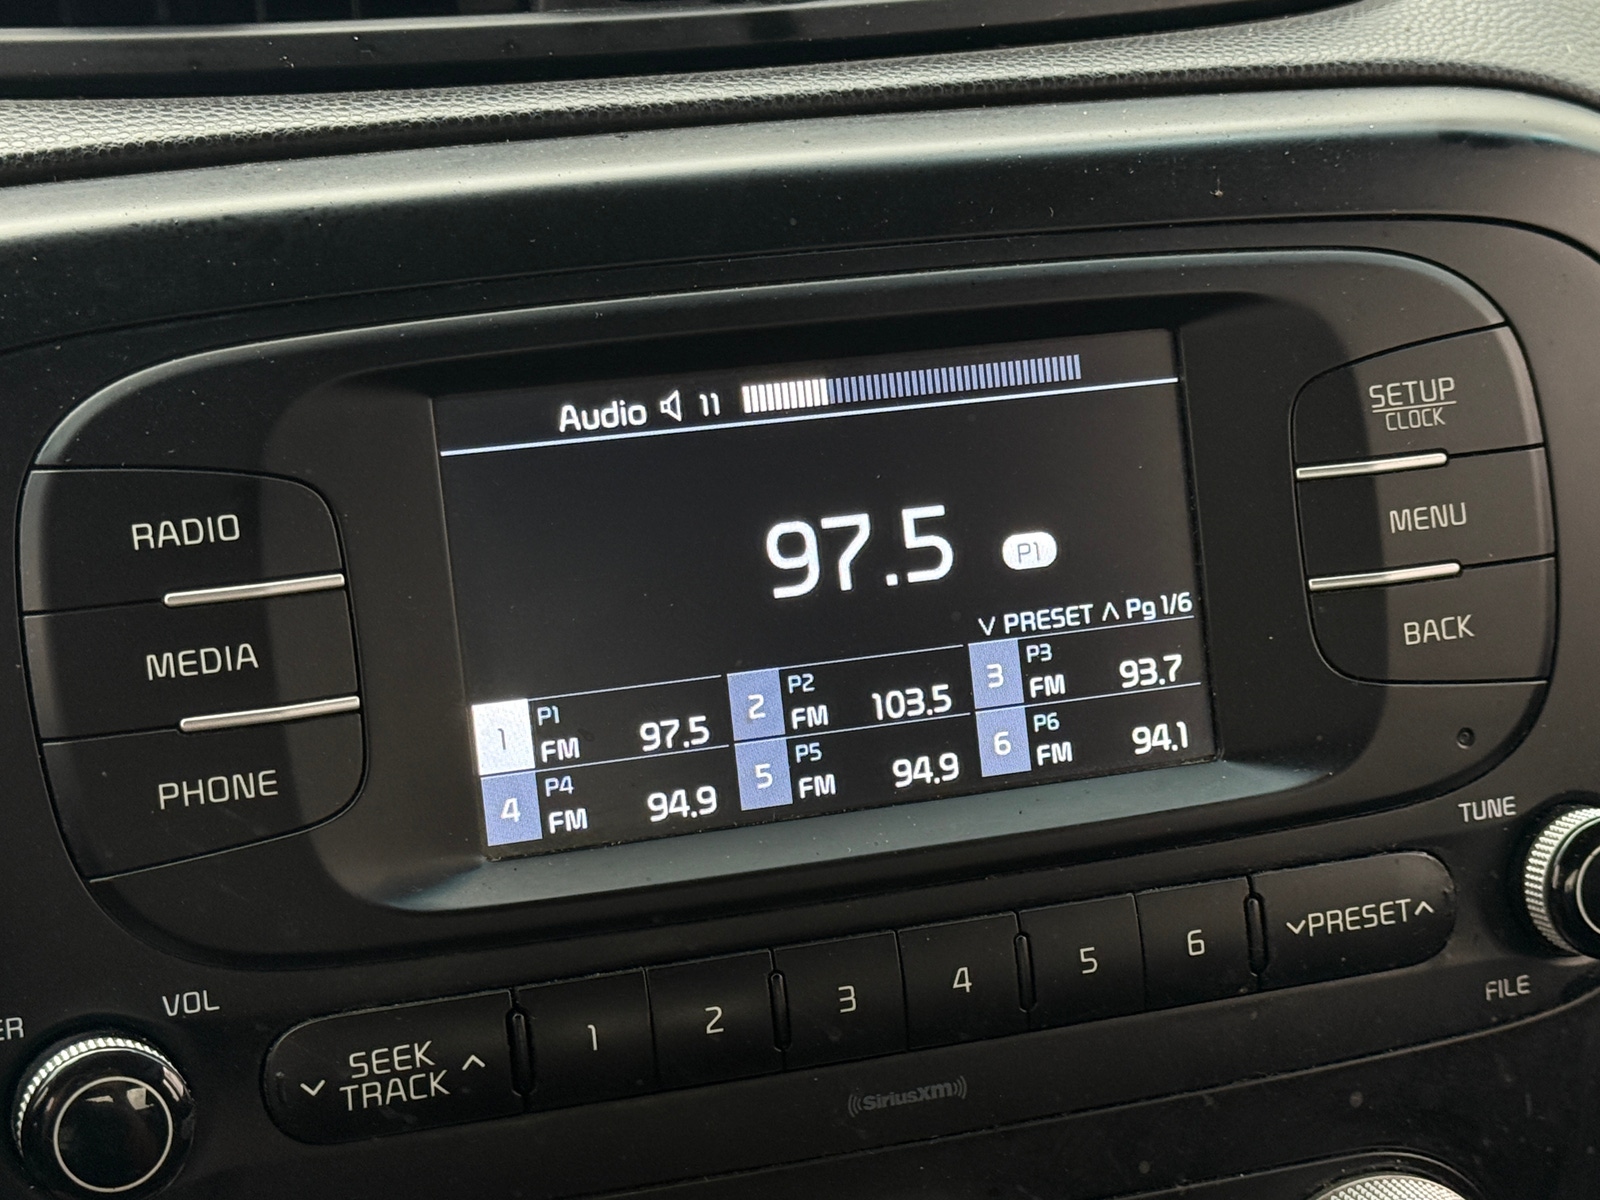 Audio 11
97.5 P1
∨ PRESET ∧ Pg 1/6
1 P1 FM 97.5
2 P2 FM 103.5
3 P3 FM 93.7
4 P4 FM 94.9
5 P5 FM 94.9
6 P6 FM 94.1
RADIO
MEDIA
PHONE
SETUP
CLOCK
MENU
BACK
TUNE
FILE
ER
VOL
∨ SEEK ∧
TRACK
1 2 3 4 5 6
∨PRESET∧
((SiriusXM))